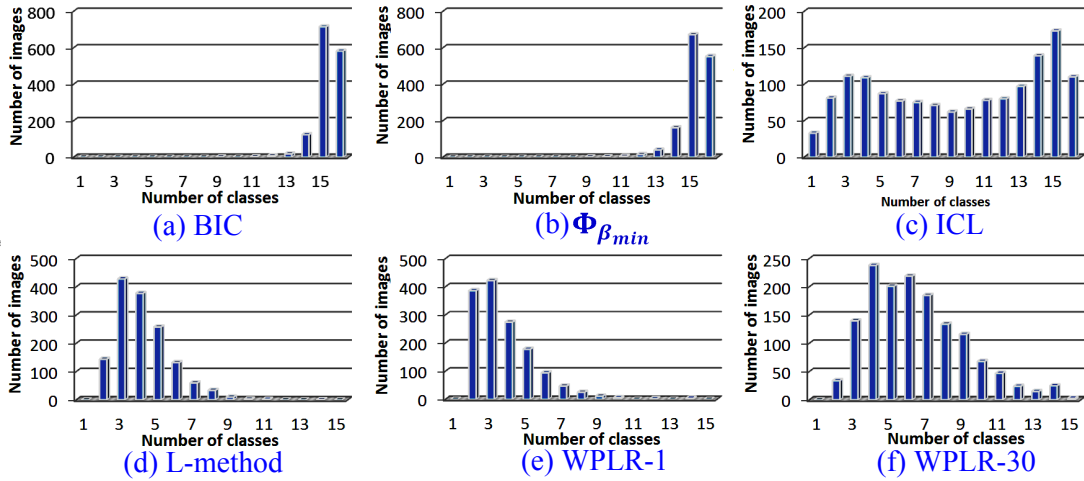 Number of images
800
600
400
200
0
1 3 5 7 9 11 13 15
Number of classes
(a) BIC
Number of images
800
600
400
200
0
1 3 5 7 9 11 13 15
Number of classes
(b) Φβmin
Number of images
200
150
100
50
0
1 3 5 7 9 11 13 15
Number of classes
(c) ICL
Number of images
500
400
300
200
100
0
1 3 5 7 9 11 13 15
Number of classes
(d) L-method
Number of images
500
400
300
200
100
0
1 3 5 7 9 11 13 15
Number of classes
(e) WPLR-1
Number of images
250
200
150
100
50
0
1 3 5 7 9 11 13 15
Number of classes
(f) WPLR-30